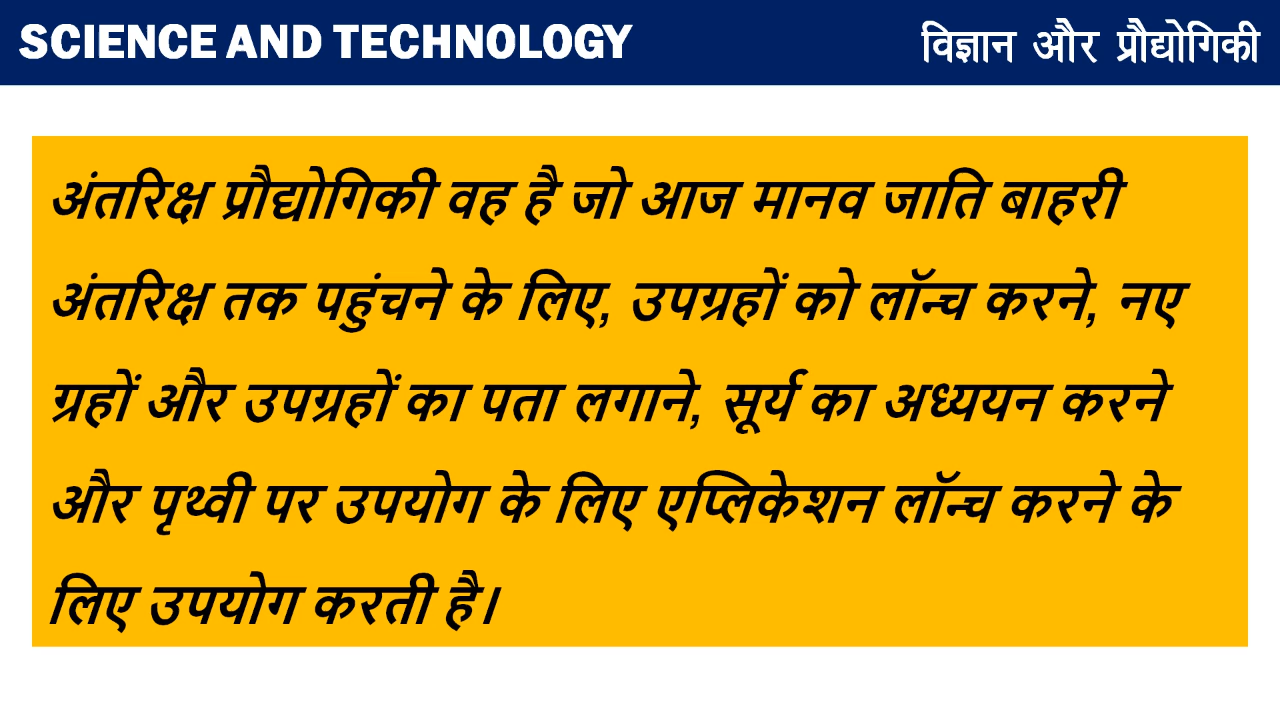 SCIENCE AND TECHNOLOGY विज्ञान और प्रौद्योगिकी
अंतरिक्ष प्रौद्योगिकी वह है जो आज मानव जाति बाहरी
अंतरिक्ष तक पहुंचने के लिए, उपग्रहों को लॉन्च करने, नए
ग्रहों और उपग्रहों का पता लगाने, सूर्य का अध्ययन करने
और पृथ्वी पर उपयोग के लिए एप्लिकेशन लॉन्च करने के
लिए उपयोग करती है।